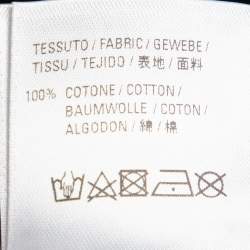 TESSUTO / FABRIC / GEWEBE /
TISSU / TEJIDO / 表地 / 面料
100% COTONE / COTTON /
BAUMWOLLE / COTON /
ALGODON / 綿 / 棉